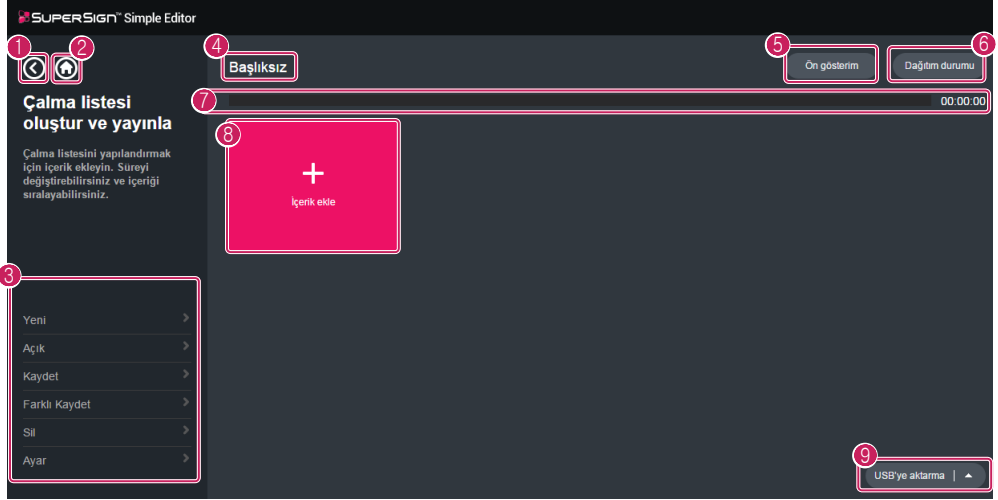 SUPERSIGN™ Simple Editor
1
2
4
Başlıksız
5
Ön gösterim
6
Dağıtım durumu
Çalma listesi
oluştur ve yayınla
7
00:00:00
Çalma listesini yapılandırmak
için içerik ekleyin. Süreyi
değiştirebilirsiniz ve içeriği
sıralayabilirsiniz.
8
+
İçerik ekle
3
Yeni
Açık
Kaydet
Farklı Kaydet
Sil
Ayar
9
USB'ye aktarma